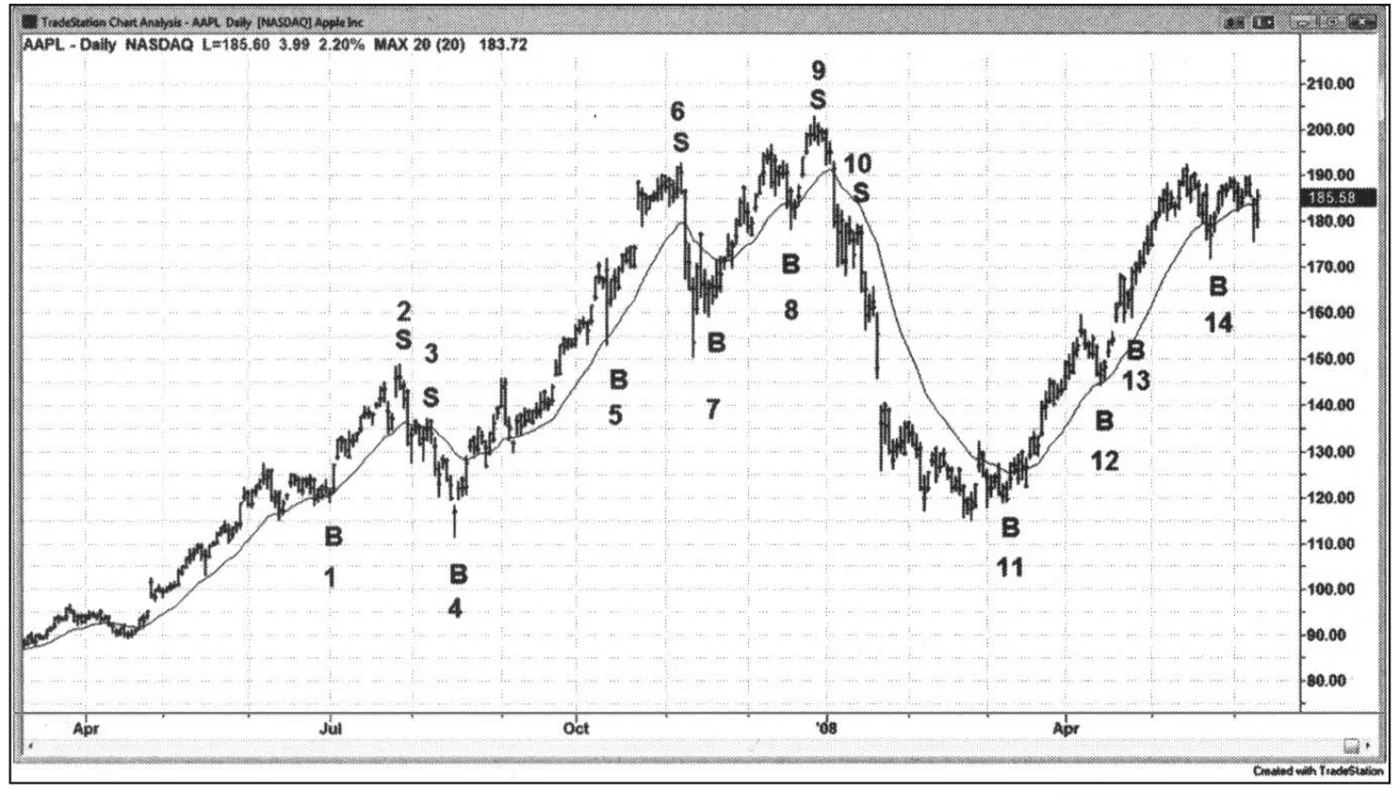 TradeStation Chart Analysis - AAPL Daily [NASDAQ] Apple Inc
AAPL - Daily NASDAQ L=185.60 3.99 2.20% MAX 20 (20) 183.72
9
S
210.00
6
S
200.00
10
S
190.00
185.58
180.00
B
8
170.00
B
14
2
S
3
S
160.00
B
7
150.00
B
13
B
5
140.00
B
12
130.00
120.00
B
1
110.00
B
11
B
4
100.00
90.00
80.00
Apr
Jul
Oct
'08
Apr
Created with TradeStation